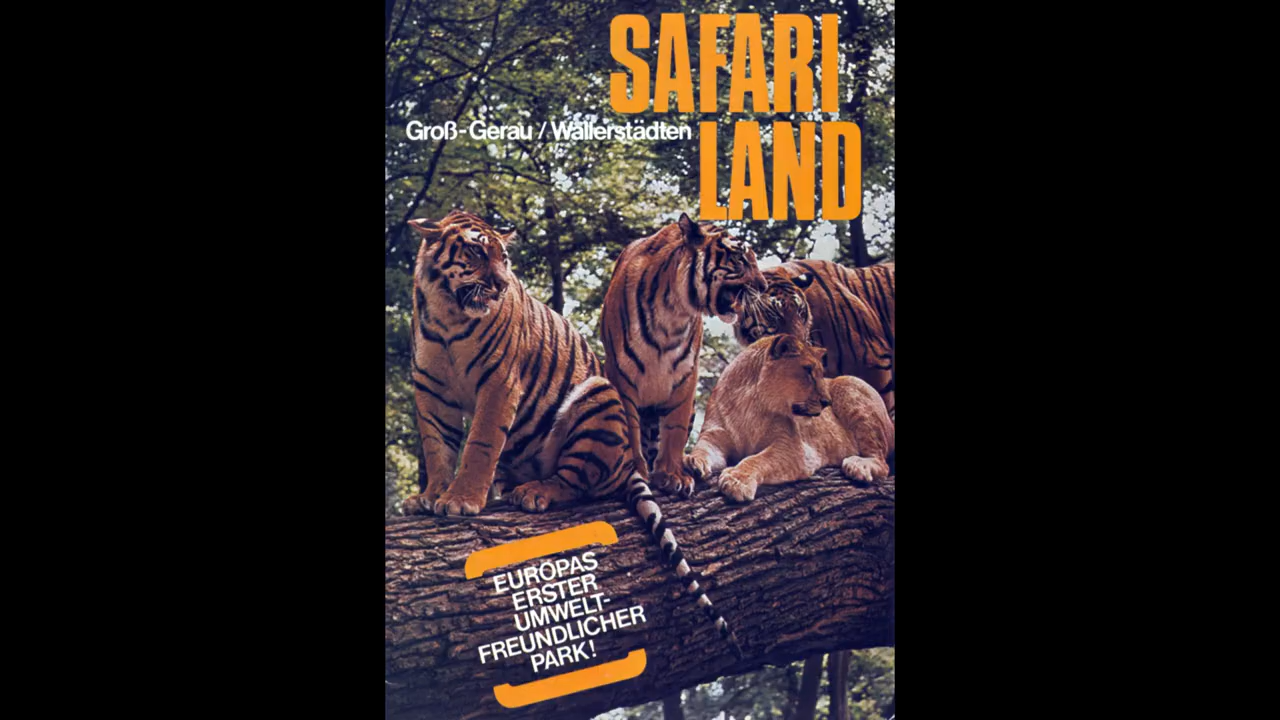 SAFARI
Groß-Gerau / Wallerstädten
LAND
EUROPAS
ERSTER
UMWELT-
FREUNDLICHER
PARK!